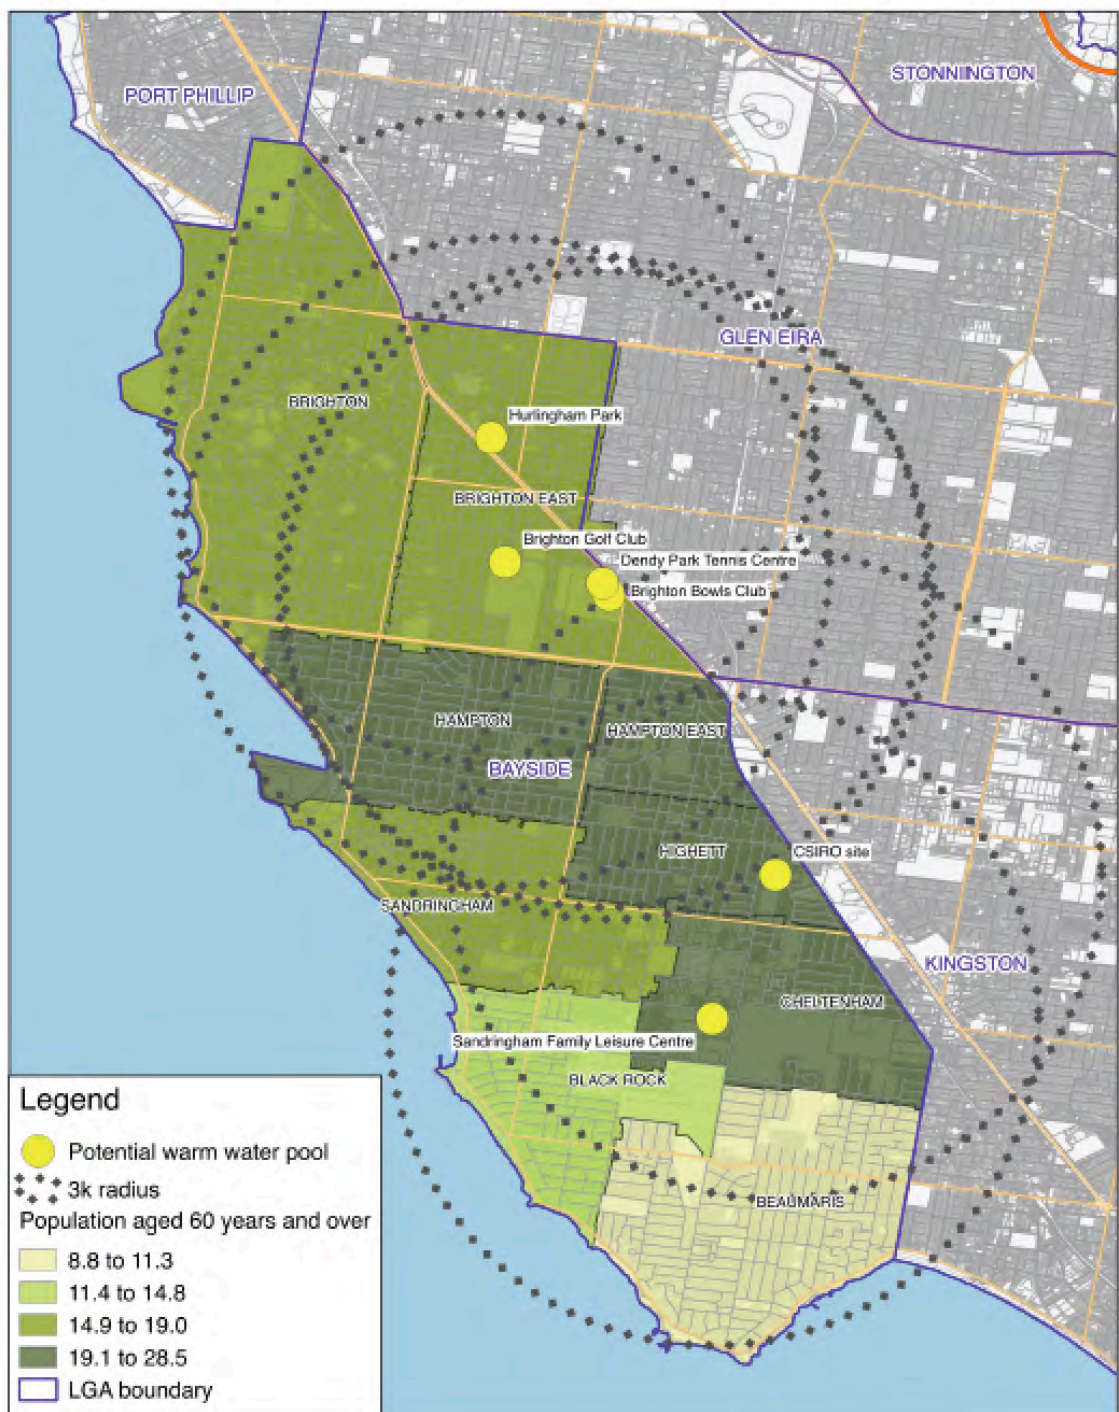 STONNINGTON
PORT PHILLIP
GLEN EIRA
BRIGHTON
Hurlingham Park
BRIGHTON EAST
Brighton Golf Club
Dendy Park Tennis Centre
Brighton Bowls Club
HAMPTON
HAMPTON EAST
BAYSIDE
HIGHETT
CSIRO site
SANDRINGHAM
KINGSTON
CHELTENHAM
Sandringham Family Leisure Centre
BLACK ROCK
BEAUMARIS
Legend
Potential warm water pool
3k radius
Population aged 60 years and over
8.8 to 11.3
11.4 to 14.8
14.9 to 19.0
19.1 to 28.5
LGA boundary